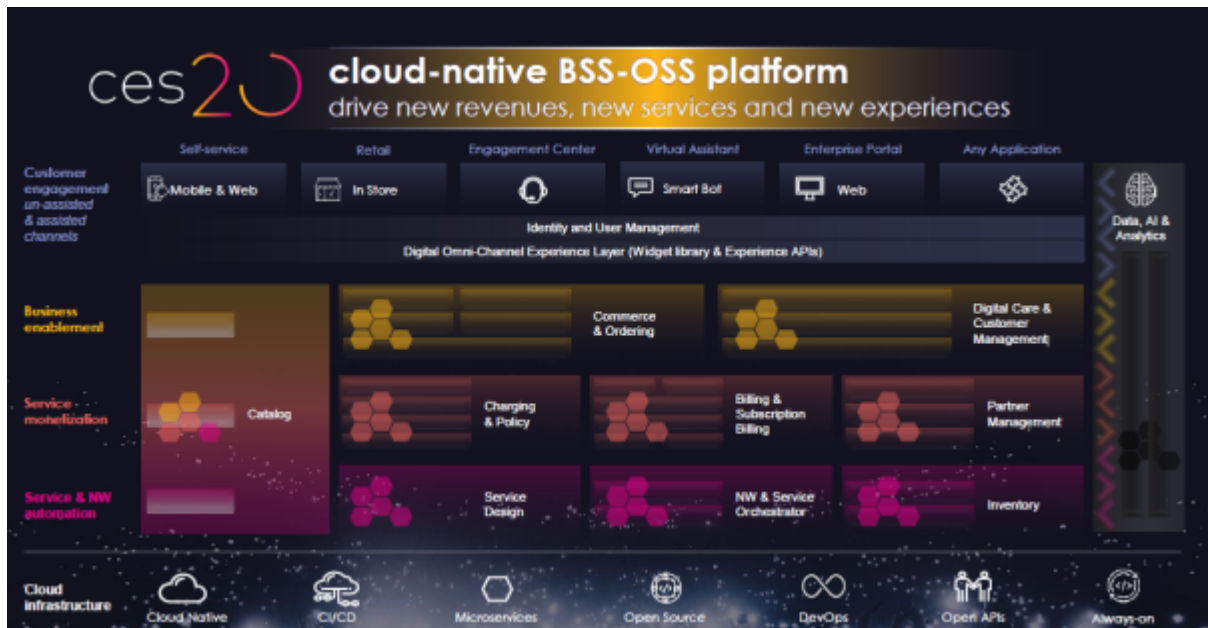 ces20
cloud-native BSS-OSS platform
drive new revenues, new services and new experiences
Self-service
Retail
Engagement Center
Virtual Assistant
Enterprise Portal
Any Application
Customer
engagement
un-assisted
& assisted
channels
Mobile & Web
In Store
Smart Bot
Web
Data, AI &
Analytics
Identity and User Management
Digital Omni-Channel Experience Layer (Widget library & Experience APIs)
Business
enablement
Commerce
& Ordering
Digital Care &
Customer
Management
Service
monetization
Catalog
Charging
& Policy
Billing &
Subscription
Billing
Partner
Management
Service & NW
automation
Service
Design
NW & Service
Orchestrator
Inventory
Cloud
infrastructure
Cloud Native
CI/CD
Microservices
Open Source
DevOps
Open APIs
Always-on